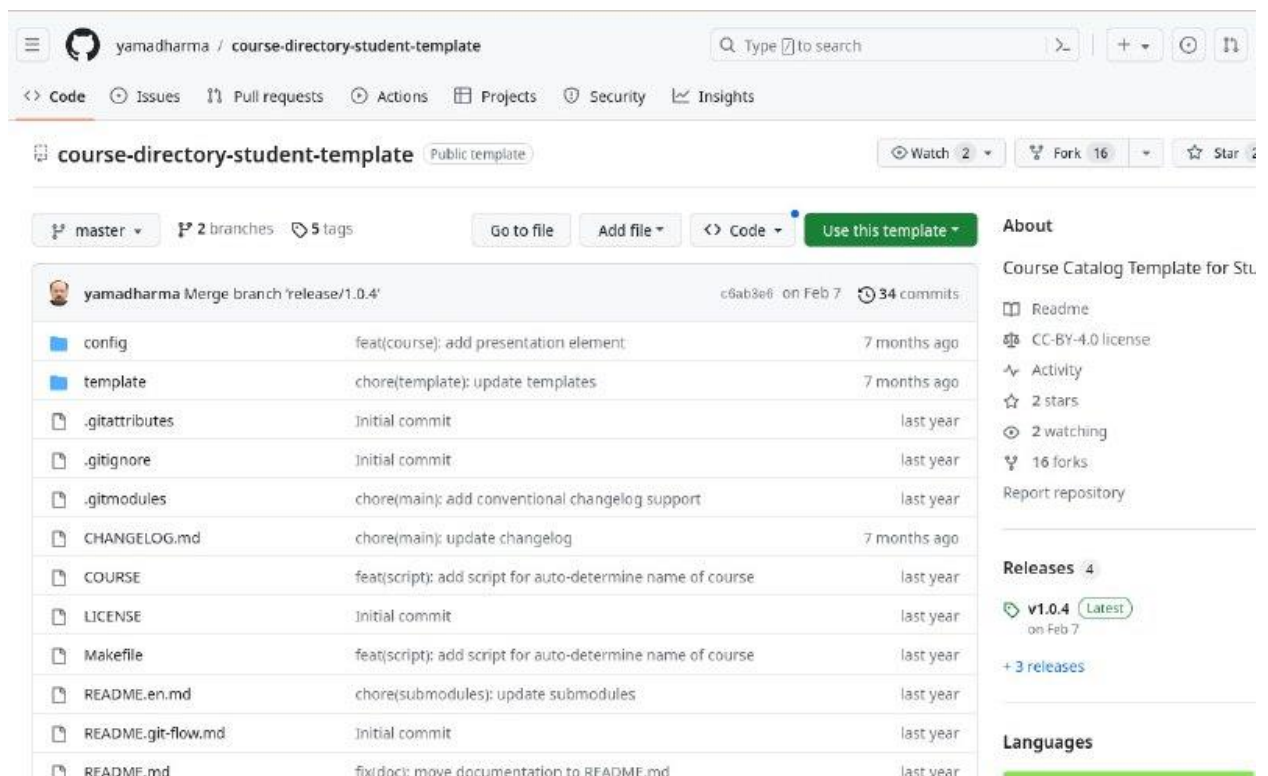 yamadharma / course-directory-student-template
Type / to search
Code Issues Pull requests Actions Projects Security Insights
course-directory-student-template Public template
Watch 2 Fork 16 Star
master 2 branches 5 tags Go to file Add file Code Use this template
yamadharma Merge branch 'release/1.0.4' c6ab3e6 on Feb 7 34 commits
config feat(course): add presentation element 7 months ago
template chore(template): update templates 7 months ago
.gitattributes Initial commit last year
.gitignore Initial commit last year
.gitmodules chore(main): add conventional changelog support last year
CHANGELOG.md chore(main): update changelog 7 months ago
COURSE feat(script): add script for auto-determine name of course last year
LICENSE Initial commit last year
Makefile feat(script): add script for auto-determine name of course last year
README.en.md chore(submodules): update submodules last year
README.git-flow.md Initial commit last year
README.md fix(doc): move documentation to README.md last year
About
Course Catalog Template for Stu
Readme
CC-BY-4.0 license
Activity
2 stars
2 watching
16 forks
Report repository
Releases 4
v1.0.4 Latest
on Feb 7
+ 3 releases
Languages